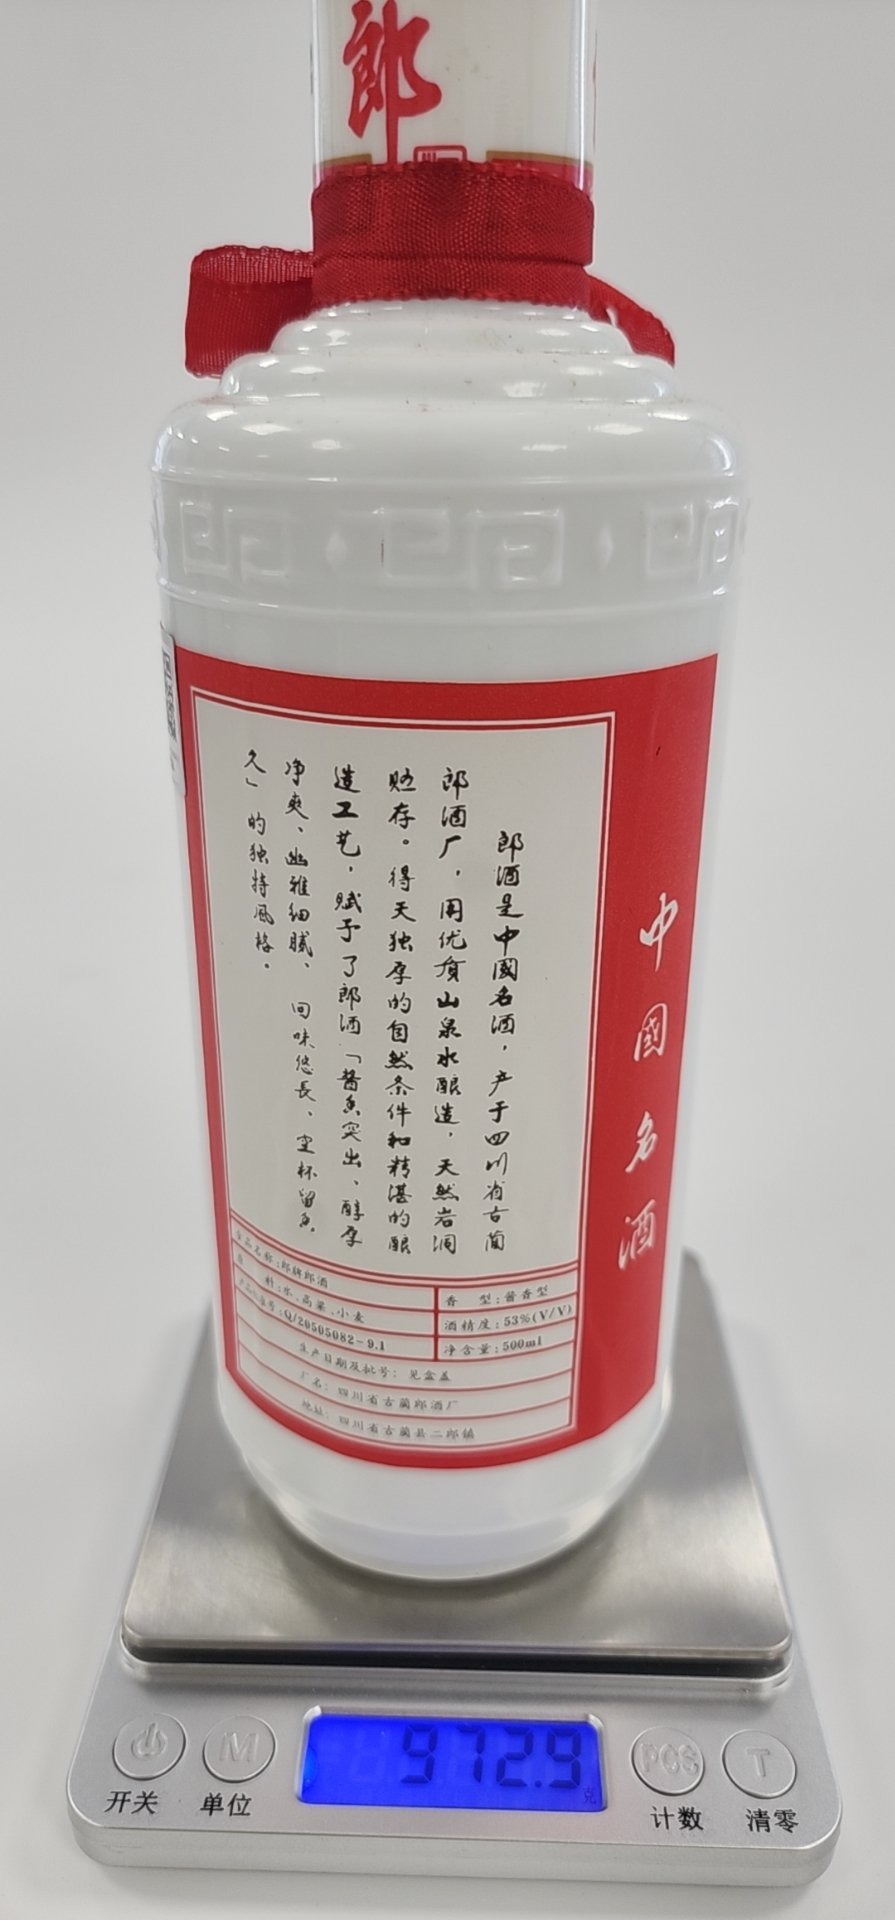 郎
郎酒是中國名酒，产于四川省古蔺
郎酒厂，用优质山泉水酿造，天然岩洞
贮存。得天独厚的自然条件和精湛的酿
造工艺，赋予了郎酒「酱香突出、醇厚
净爽、幽雅细腻、回味悠長、空杯留香
久」的独特风格。
中國名酒
产品名称：郎牌郎酒
原 料：水、高粱、小麦
产品标准号：Q/20505082-9.1
香 型：酱香型
酒精度：53%(V/V)
净含量：500ml
生产日期及批号：见盒盖
厂名：四川省古蔺郎酒厂
地址：四川省古蔺县二郎镇
972.9
克
M
PCS
T
开关
单位
计数
清零